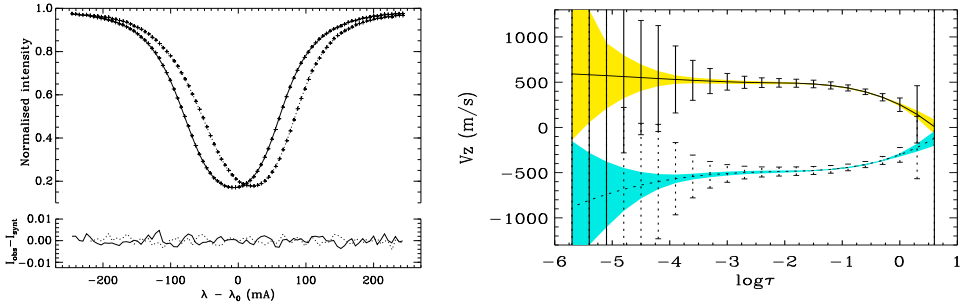 1.0
0.8
0.6
0.4
0.2
Normalised intensity
0.01
0.00
-0.01
I_obs-I_synt
-200 -100 0 100 200
λ - λ₀ (mA)
1000
500
0
-500
-1000
Vz (m/s)
-6 -5 -4 -3 -2 -1 0 1
logτ